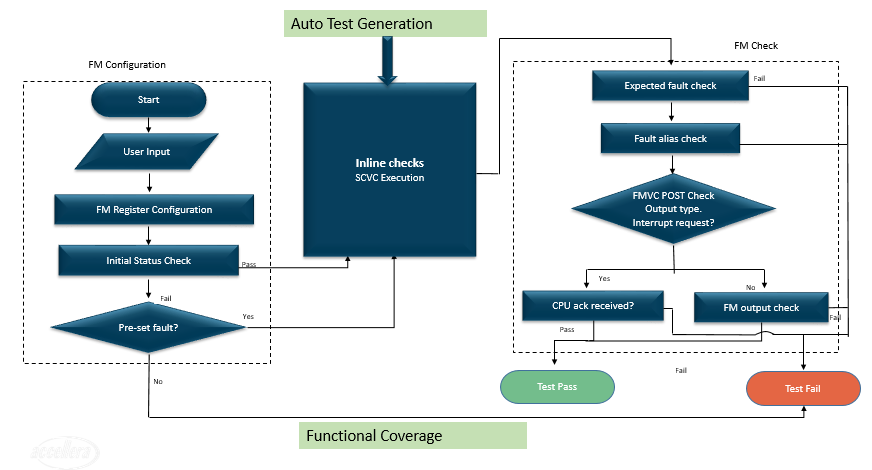 Auto Test Generation
FM Configuration
Start
User Input
FM Register Configuration
Initial Status Check
Pass
Fail
Pre-set fault?
Yes
No
Inline checks
SCVC Execution
FM Check
Expected fault check
Fail
Fault alias check
FMVC POST Check
Output type.
Interrupt request?
Yes
No
CPU ack received?
FM output check
Pass
Fail
Fail
Test Pass
Test Fail
Functional Coverage
accellera